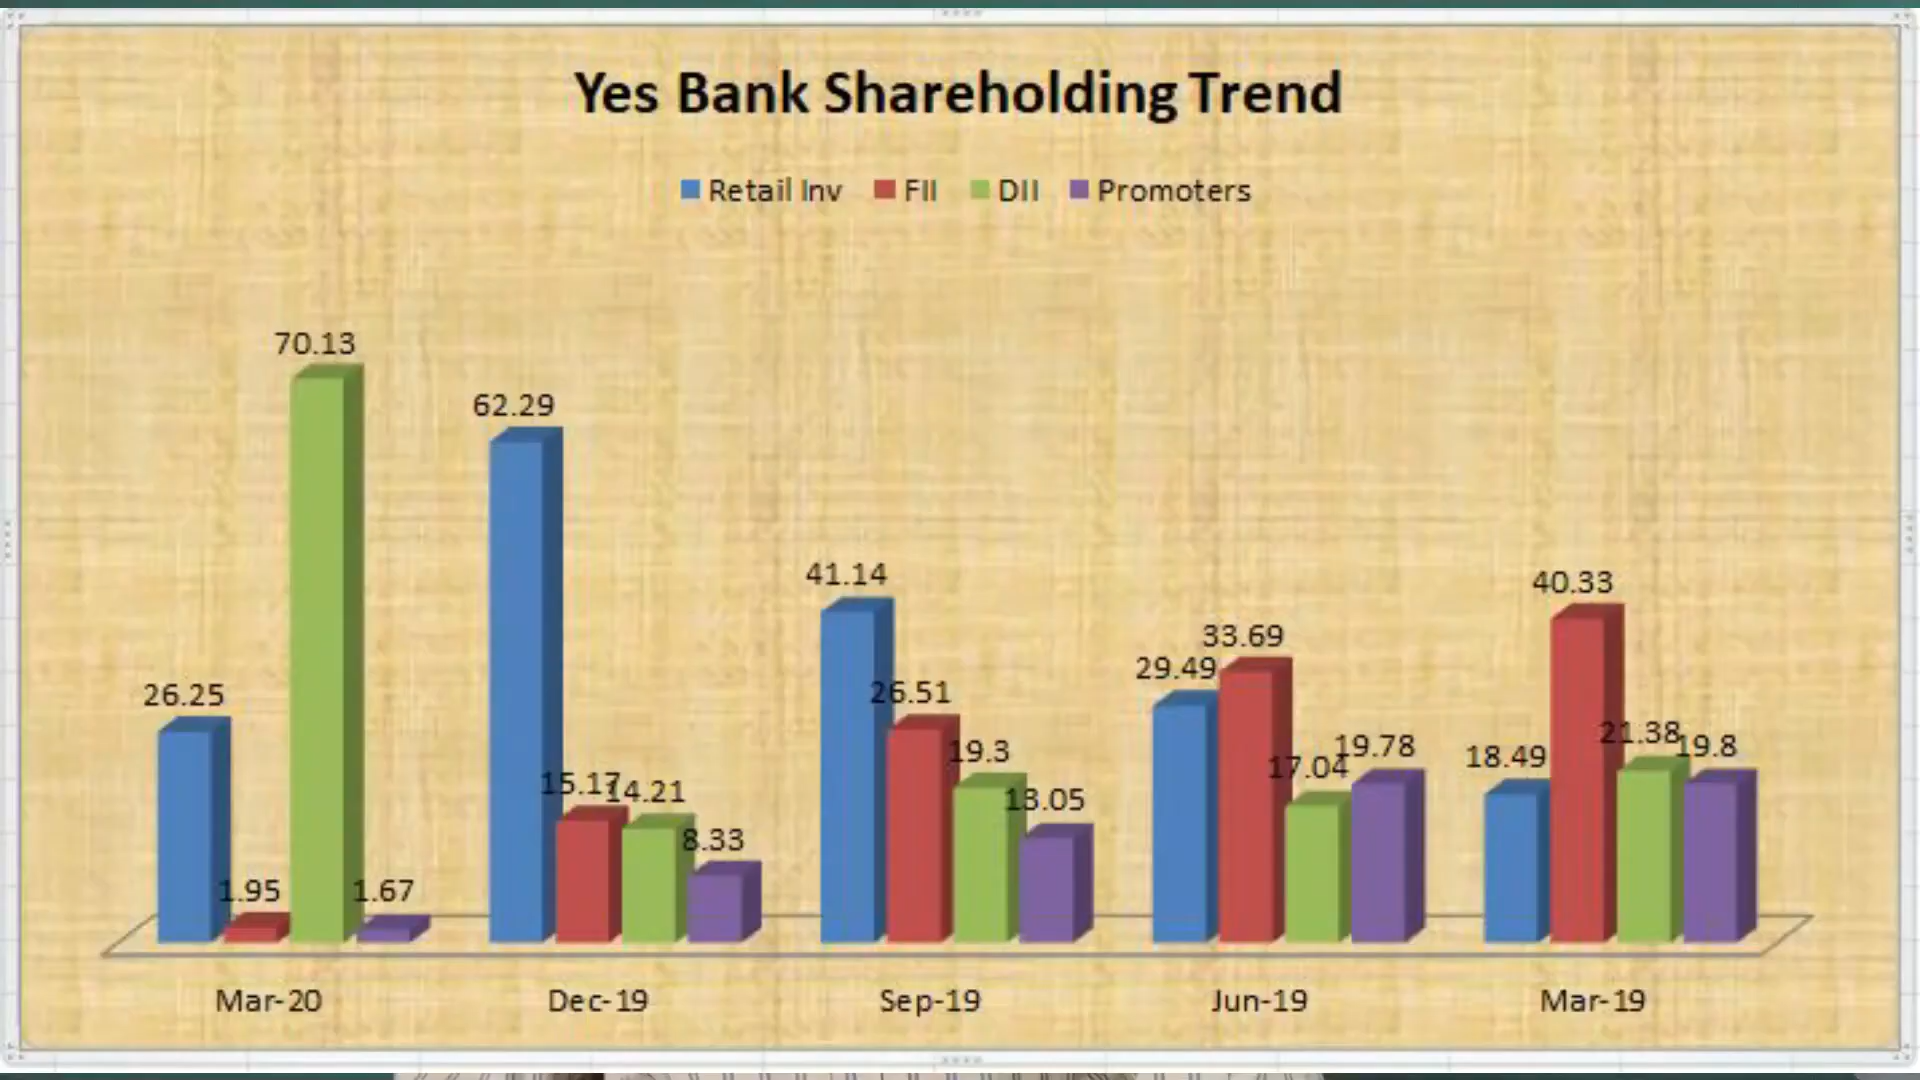 Yes Bank Shareholding Trend
Retail Inv FII DII Promoters
26.25 1.95 70.13 1.67
62.29 15.17 14.21 8.33
41.14 26.51 19.3 13.05
29.49 33.69 17.04 19.78
18.49 40.33 21.38 19.8
Mar-20 Dec-19 Sep-19 Jun-19 Mar-19